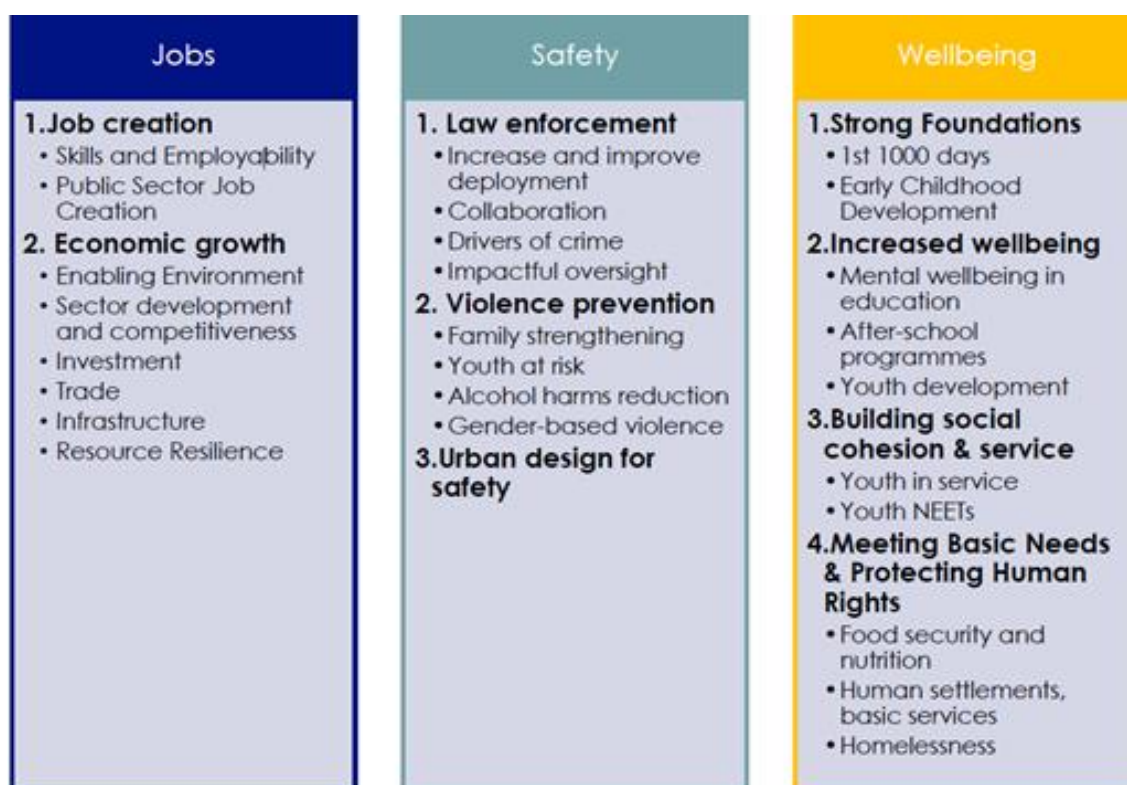 Jobs
1.Job creation
• Skills and Employability
• Public Sector Job
Creation
2. Economic growth
• Enabling Environment
• Sector development
and competitiveness
• Investment
• Trade
• Infrastructure
• Resource Resilience
Safety
1. Law enforcement
• Increase and improve
deployment
• Collaboration
• Drivers of crime
• Impactful oversight
2. Violence prevention
• Family strengthening
• Youth at risk
• Alcohol harms reduction
• Gender-based violence
3.Urban design for
safety
Wellbeing
1.Strong Foundations
• 1st 1000 days
• Early Childhood
Development
2.Increased wellbeing
• Mental wellbeing in
education
• After-school
programmes
• Youth development
3.Building social
cohesion & service
• Youth in service
• Youth NEETs
4.Meeting Basic Needs
& Protecting Human
Rights
• Food security and
nutrition
• Human settlements,
basic services
• Homelessness